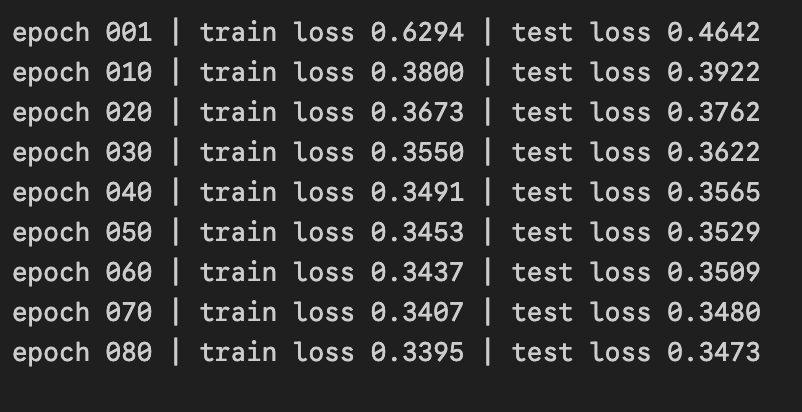 epoch 001 | train loss 0.6294 | test loss 0.4642
epoch 010 | train loss 0.3800 | test loss 0.3922
epoch 020 | train loss 0.3673 | test loss 0.3762
epoch 030 | train loss 0.3550 | test loss 0.3622
epoch 040 | train loss 0.3491 | test loss 0.3565
epoch 050 | train loss 0.3453 | test loss 0.3529
epoch 060 | train loss 0.3437 | test loss 0.3509
epoch 070 | train loss 0.3407 | test loss 0.3480
epoch 080 | train loss 0.3395 | test loss 0.3473